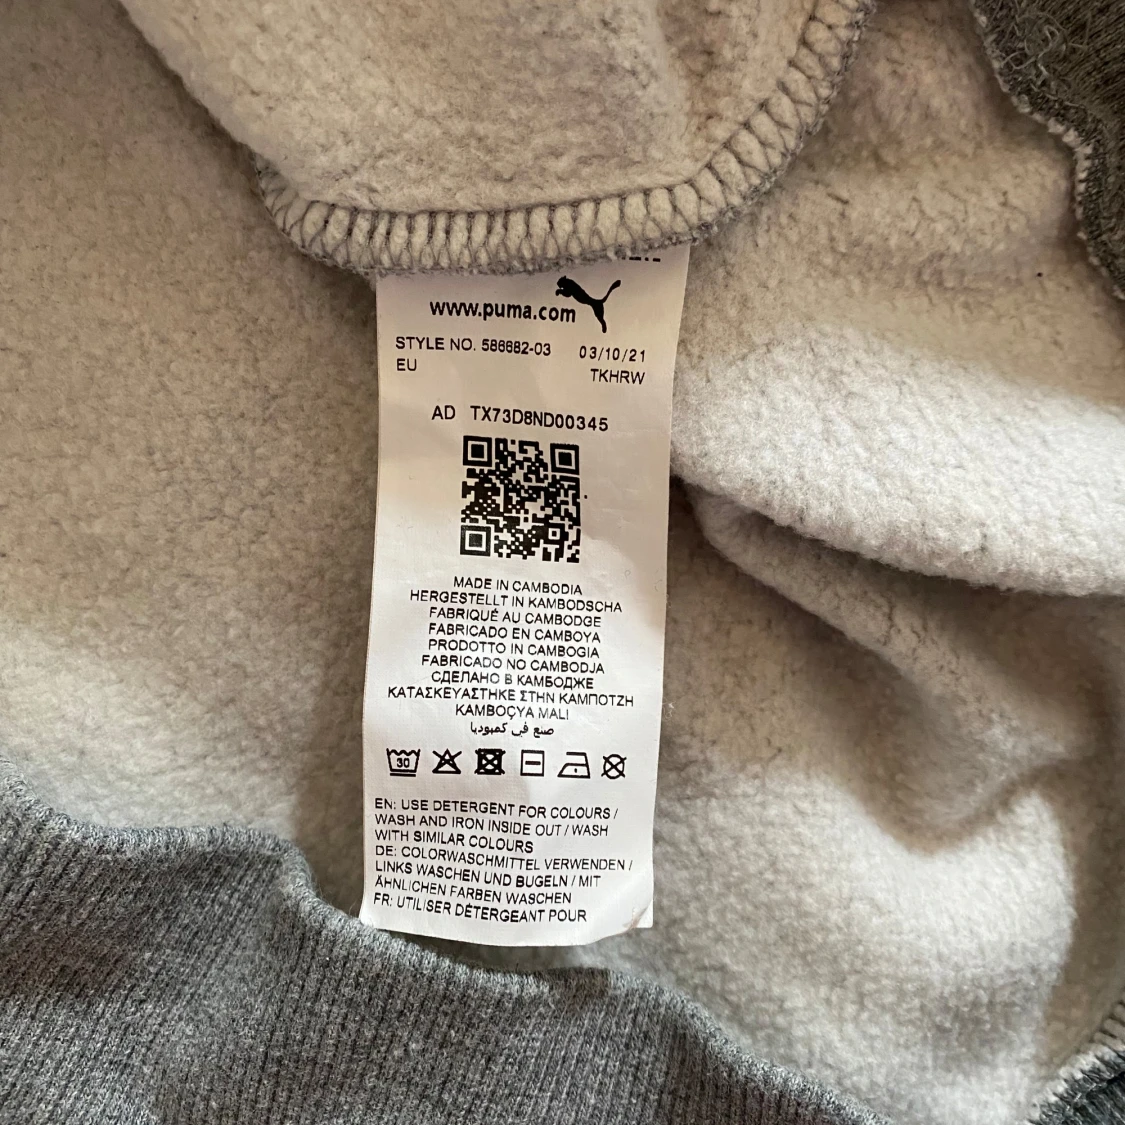 www.puma.com
STYLE NO. 586682-03 03/10/21
EU TKHRW
AD TX73D8ND00345
MADE IN CAMBODIA
HERGESTELLT IN KAMBODSCHA
FABRIQUÉ AU CAMBODGE
FABRICADO EN CAMBOYA
PRODOTTO IN CAMBOGIA
FABRICADO NO CAMBODJA
СДЕЛАНО В КАМБОДЖЕ
ΚΑΤΑΣΚΕΥΑΣΤΗΚΕ ΣΤΗΝ ΚΑΜΠΟΤΖΗ
KAMBOÇYA MALI
صنع في كمبوديا
30
EN: USE DETERGENT FOR COLOURS /
WASH AND IRON INSIDE OUT / WASH
WITH SIMILAR COLOURS
DE: COLORWASCHMITTEL VERWENDEN /
LINKS WASCHEN UND BUGELN / MIT
ÄHNLICHEN FARBEN WASCHEN
FR: UTILISER DÉTERGEANT POUR